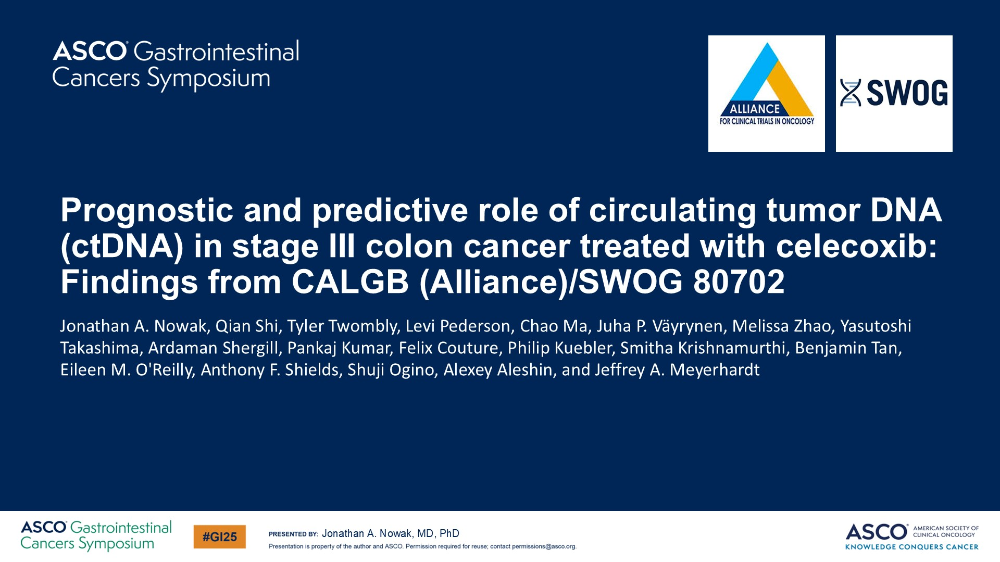 ASCO® Gastrointestinal
Cancers Symposium
ALLIANCE
FOR CLINICAL TRIALS IN ONCOLOGY
SWOG
Prognostic and predictive role of circulating tumor DNA
(ctDNA) in stage III colon cancer treated with celecoxib:
Findings from CALGB (Alliance)/SWOG 80702
Jonathan A. Nowak, Qian Shi, Tyler Twombly, Levi Pederson, Chao Ma, Juha P. Väyrynen, Melissa Zhao, Yasutoshi
Takashima, Ardaman Shergill, Pankaj Kumar, Felix Couture, Philip Kuebler, Smitha Krishnamurthi, Benjamin Tan,
Eileen M. O'Reilly, Anthony F. Shields, Shuji Ogino, Alexey Aleshin, and Jeffrey A. Meyerhardt
ASCO® Gastrointestinal
Cancers Symposium
#GI25
PRESENTED BY: Jonathan A. Nowak, MD, PhD
Presentation is property of the author and ASCO. Permission required for reuse; contact permissions@asco.org.
ASCO® AMERICAN SOCIETY OF
CLINICAL ONCOLOGY
KNOWLEDGE CONQUERS CANCER